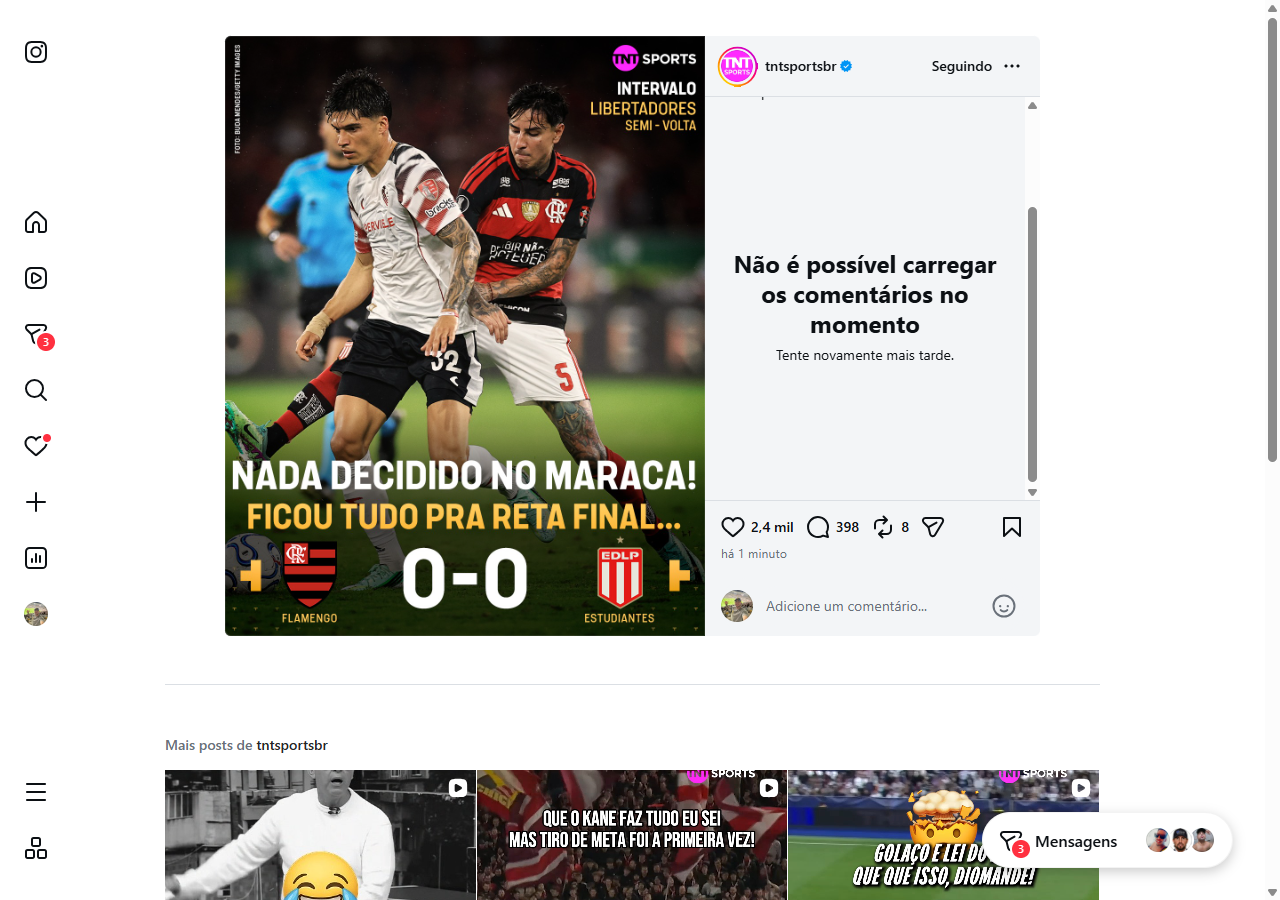 FOTO: BUDA MENDES/GETTY IMAGES
TNT SPORTS
INTERVALO
LIBERTADORES
SEMI - VOLTA
32
5
NADA DECIDIDO NO MARACA!
FICOU TUDO PRA RETA FINAL...
0-0
EDLP
FLAMENGO
ESTUDIANTES
TNT SPORTS
tntsportsbr
Seguindo
Não é possível carregar
os comentários no
momento
Tente novamente mais tarde.
2,4 mil
398
8
há 1 minuto
Adicione um comentário...
3
Mais posts de tntsportsbr
TNT SPORTS
QUE O KANE FAZ TUDO EU SEI
MAS TIRO DE META FOI A PRIMEIRA VEZ!
TNT SPORTS
GOLAÇO E LEI DO
QUE QUE ISSO, DIOMANDE!
3
Mensagens